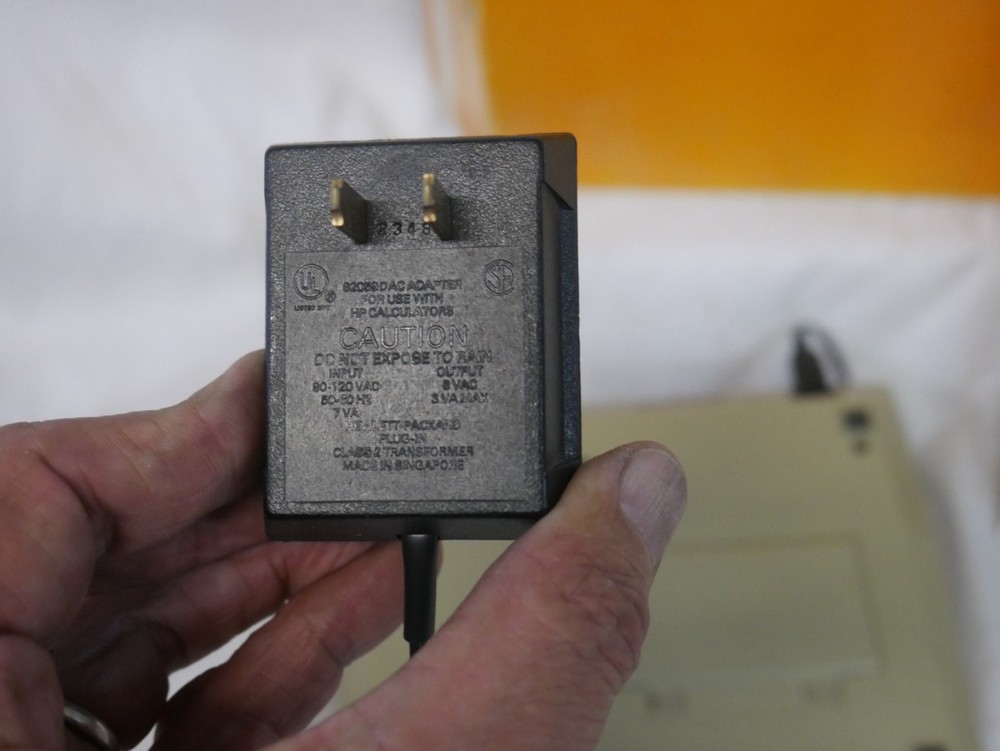 2348
UL
LISTED
82059D AC ADAPTER
FOR USE WITH
HP CALCULATORS
CAUTION
DO NOT EXPOSE TO RAIN
INPUT OUTPUT
90-120 VAC 8 VAC
50-60 HZ 3 VA MAX
7 VA
HEWLETT-PACKARD
PLUG-IN
CLASS 2 TRANSFORMER
MADE IN SINGAPORE